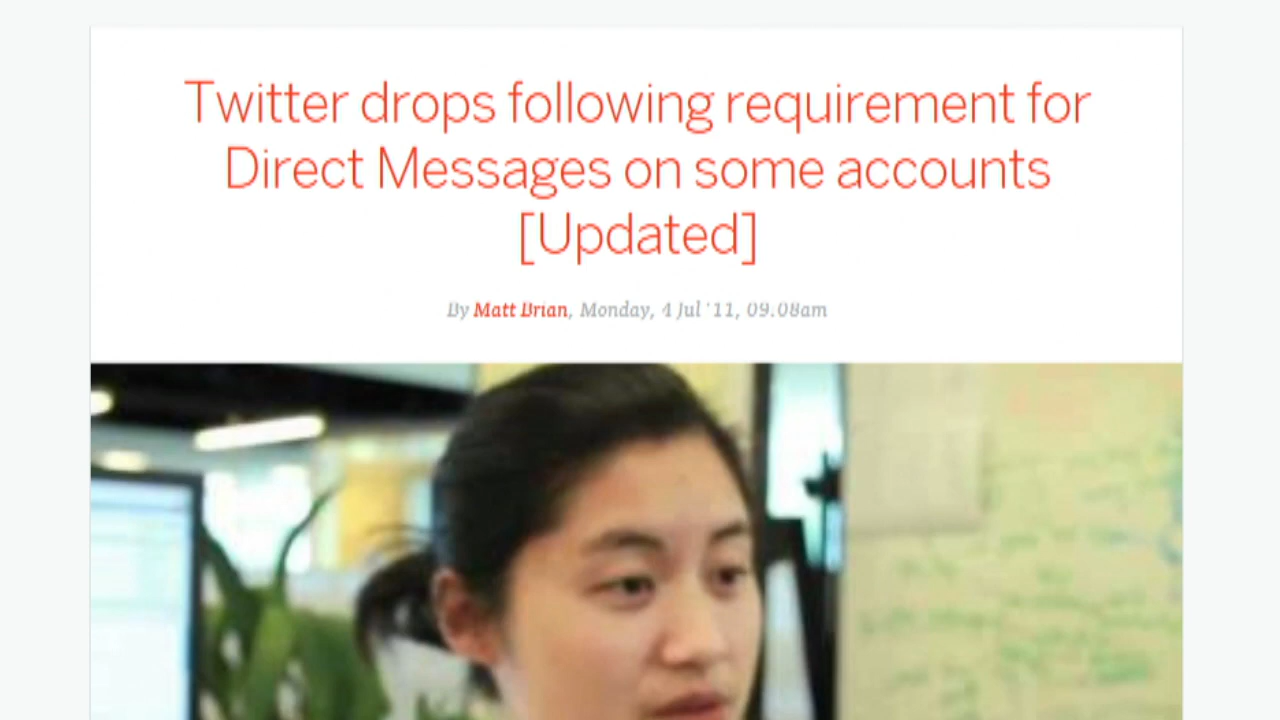 Twitter drops following requirement for
Direct Messages on some accounts
[Updated]
By Matt Brian, Monday, 4 Jul '11, 09.08am